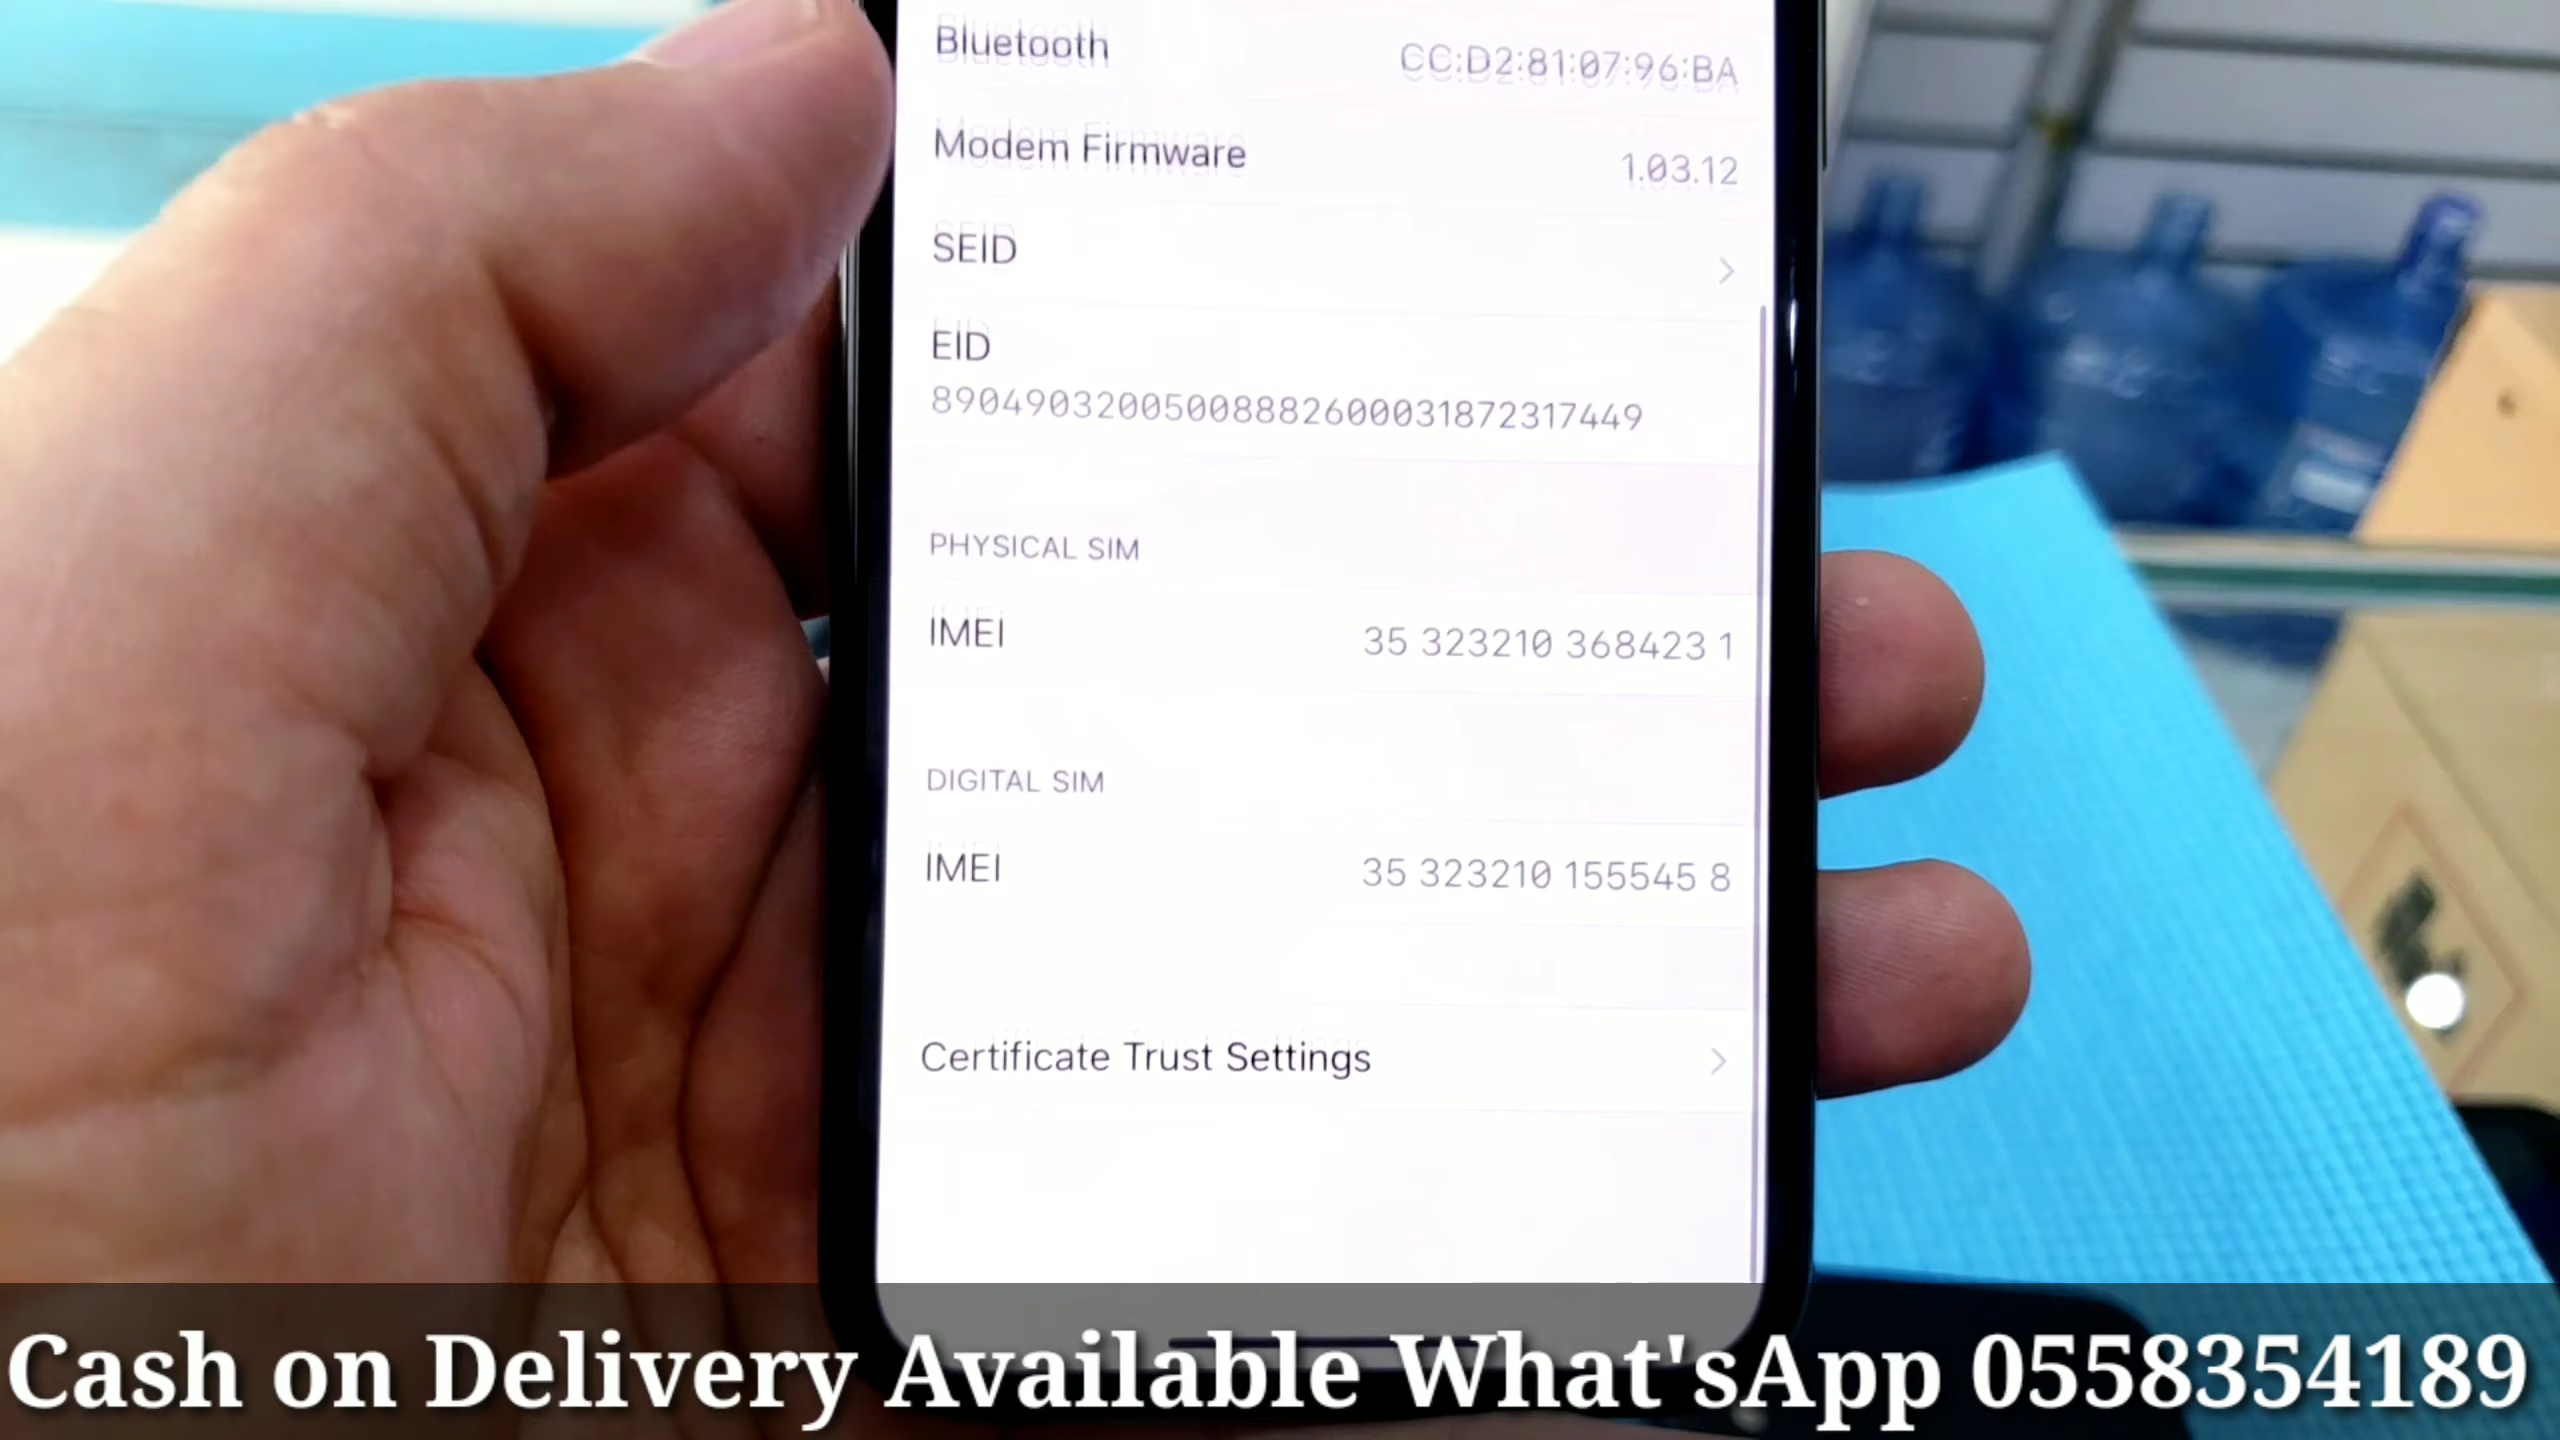 Bluetooth CC:D2:81:07:96:BA
Modem Firmware 1.03.12
SEID
EID
89049032005008882600031872317449
PHYSICAL SIM
IMEI 35 323210 368423 1
DIGITAL SIM
IMEI 35 323210 155545 8
Certificate Trust Settings
Cash on Delivery Available What'sApp 0558354189